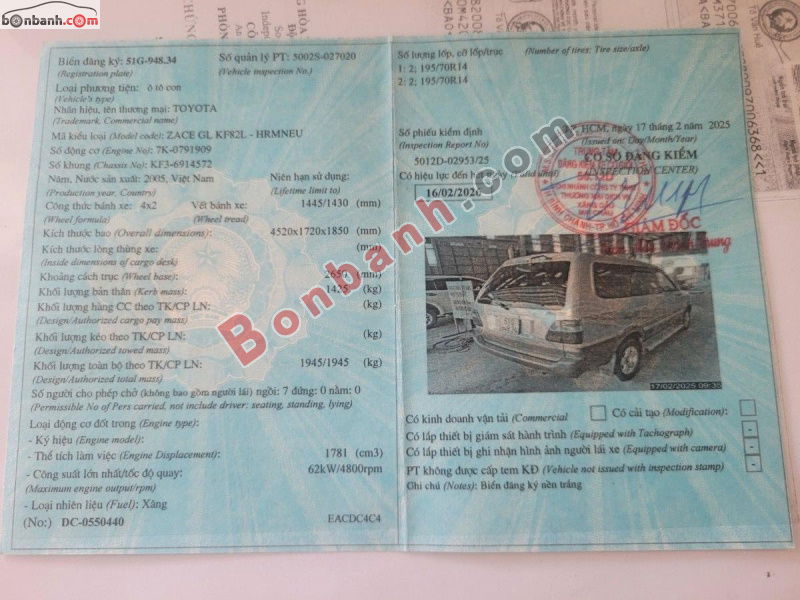 bonbanh.com
Biển đăng ký: 51G-948.34 Số quản lý PT: 5002S-027020
(Registration plate) (Vehicle inspection No.)
Loại phương tiện: ô tô con
(Vehicle's type)
Nhãn hiệu, tên thương mại: TOYOTA
(Trademark, Commercial name)
Mã kiểu loại (Model code): ZACE GL KF82L - HRMNEU
Số động cơ (Engine No): 7K-0791909
Số khung (Chassis No): KF3-6914572
Năm, Nước sản xuất: 2005, Việt Nam Niên hạn sử dụng:
(Production year, Country) (Lifetime limit to)
Công thức bánh xe: 4x2 Vết bánh xe: 1445/1430 (mm)
(Wheel formula) (Wheel tread)
Kích thước bao (Overall dimensions): 4520x1720x1850 (mm)
Kích thước lòng thùng xe: (mm)
(Inside dimensions of cargo desk)
Khoảng cách trục (Wheel base): 2650 (mm)
Khối lượng bản thân (Kerb mass): 1425 (kg)
Khối lượng hàng CC theo TK/CP LN: (kg)
(Design/Authorized cargo pay mass)
Khối lượng kéo theo TK/CP LN: (kg)
(Design/Authorized towed mass)
Khối lượng toàn bộ theo TK/CP LN: 1945/1945 (kg)
(Design/Authorized total mass)
Số người cho phép chở (không bao gồm người lái) ngồi: 7 đứng: 0 nằm: 0
(Permissible No of Pers carried, not include driver: seating, standing, lying)
Loại động cơ đốt trong (Engine type):
- Ký hiệu (Engine model):
- Thể tích làm việc (Engine Displacement): 1781 (cm3)
- Công suất lớn nhất/tốc độ quay: 62kW/4800rpm
(Maximum engine output/rpm)
- Loại nhiên liệu (Fuel): Xăng
(No:) DC-0550440 EACDC4C4
Số lượng lốp, cỡ lốp/trục (Number of tires: Tire size/axle)
1: 2; 195/70R14
2: 2; 195/70R14
HCM, ngày 17 tháng 2 năm 2025
Số phiếu kiểm định (Issued on: Day/Month/Year)
(Inspection Report No) CƠ SỞ ĐĂNG KIỂM
5012D-02953/25 (INSPECTION CENTER)
Có hiệu lực đến hết ngày (Valid until)
16/02/2026
GIÁM ĐỐC
17/02/2025 09:38
Có kinh doanh vận tải (Commercial Có cải tạo (Modification):
Có lắp thiết bị giám sát hành trình (Equipped with Tachograph)
Có lắp thiết bị ghi nhận hình ảnh người lái xe (Equipped with camera)
PT không được cấp tem KĐ (Vehicle not issued with inspection stamp)
Ghi chú (Notes): Biển đăng ký nền trắng
Bonbanh.com